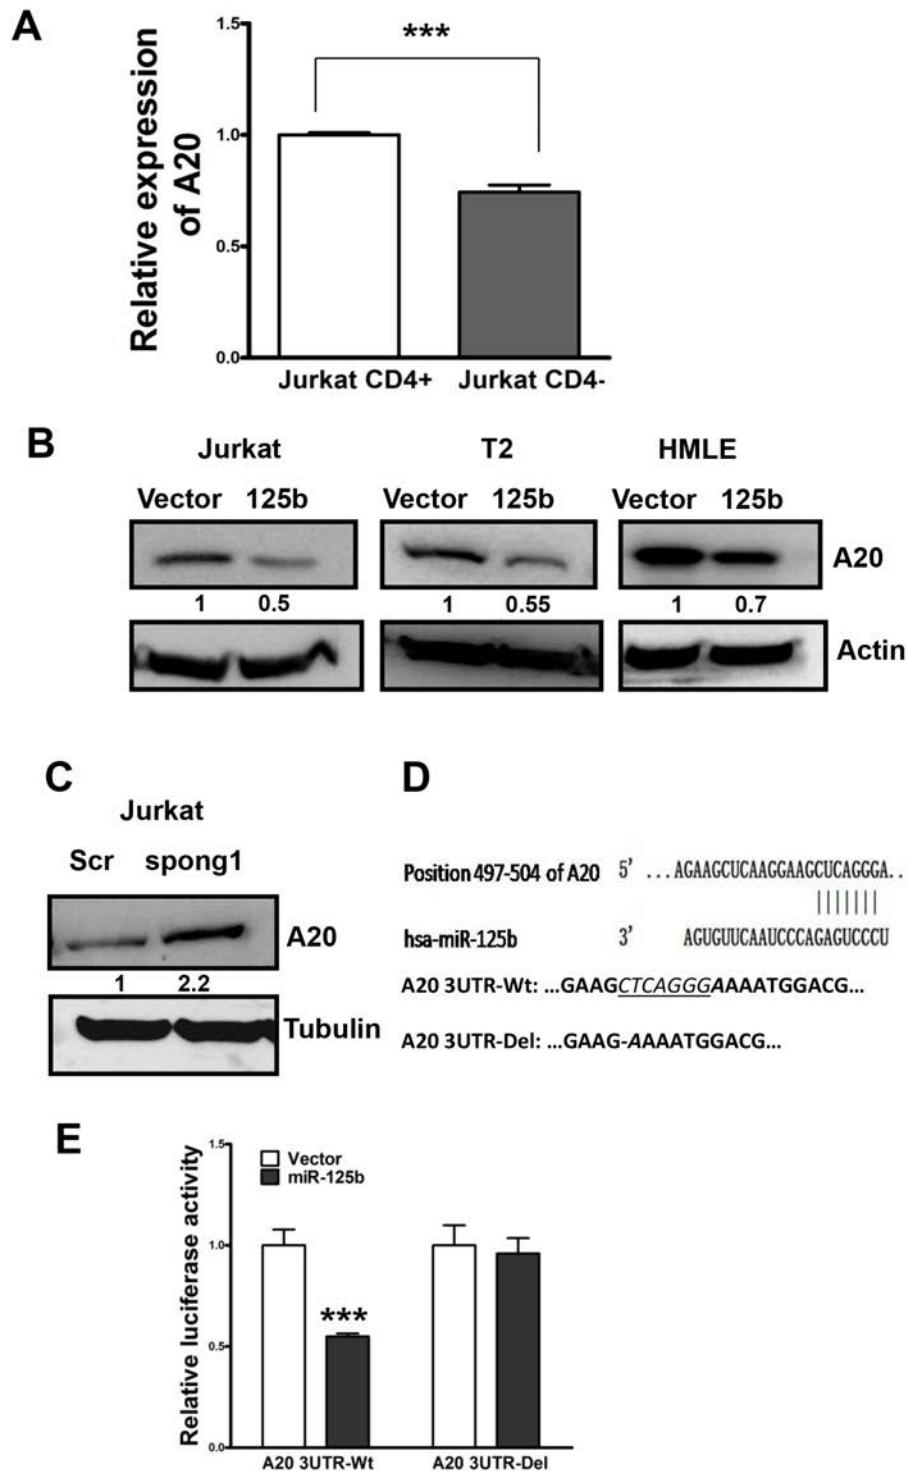 A
1.5
***
1.0
0.5
0.0
Relative expression
of A20
Jurkat CD4+ Jurkat CD4-
B
Jurkat T2 HMLE
Vector 125b Vector 125b Vector 125b
A20
1 0.5 1 0.55 1 0.7
Actin
C
Jurkat
Scr spong1
A20
1 2.2
Tubulin
D
Position 497-504 of A20 5' ...AGAAGCUCAAGGAAGCUCAGGGA..
|||||||
hsa-miR-125b 3' AGUGUUCAAUCCCAGAGUCCCU
A20 3UTR-Wt: ...GAAGCTCAGGGAAAATGGACG...
A20 3UTR-Del: ...GAAG-AAAATGGACG...
E
Relative luciferase activity
1.5
1.0
0.5
0.0
Vector
miR-125b
***
A20 3UTR-Wt A20 3UTR-Del